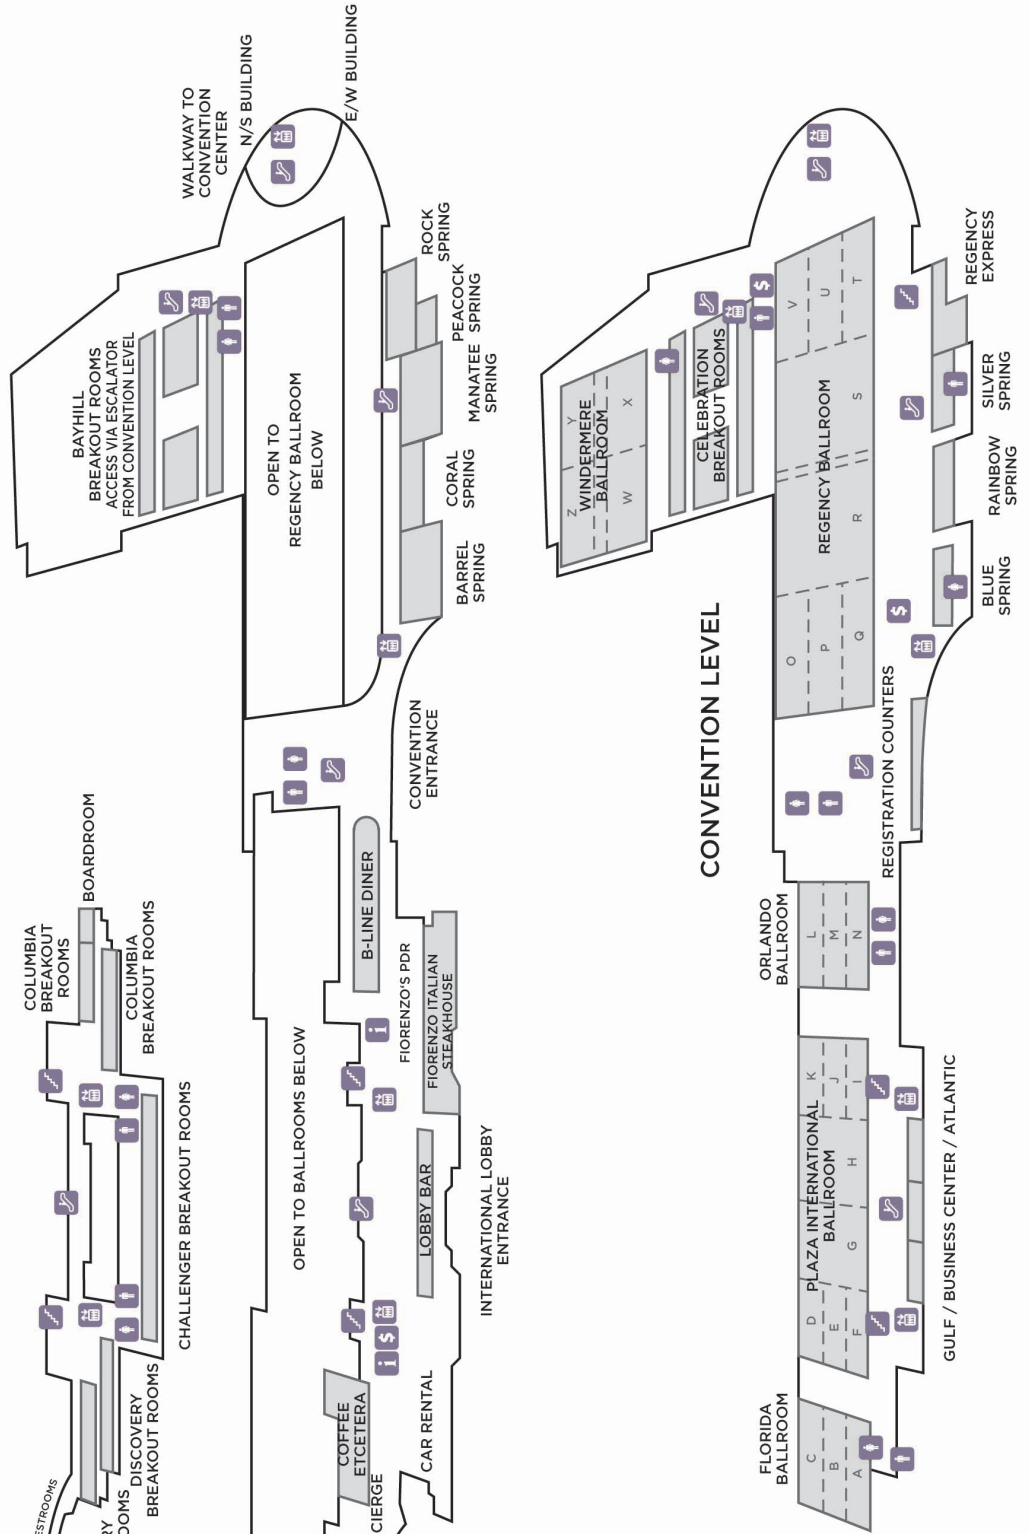 ESTROOMS
RY
OOMS
DISCOVERY
BREAKOUT ROOMS
CHALLENGER BREAKOUT ROOMS
COLUMBIA
BREAKOUT
ROOMS
COLUMBIA
BREAKOUT ROOMS
BOARDROOM
BAYHILL
BREAKOUT ROOMS
ACCESS VIA ESCALATOR
FROM CONVENTION LEVEL
WALKWAY TO
CONVENTION
CENTER
N/S BUILDING
E/W BUILDING
OPEN TO BALLROOMS BELOW
OPEN TO
REGENCY BALLROOM
BELOW
CIERGE
COFFEE
ETCETERA
CAR RENTAL
i
$
LOBBY BAR
INTERNATIONAL LOBBY
ENTRANCE
i
B-LINE DINER
FIORENZO'S PDR
FIORENZO ITALIAN
STEAKHOUSE
CONVENTION
ENTRANCE
BARREL
SPRING
CORAL
SPRING
MANATEE
SPRING
PEACOCK
SPRING
ROCK
SPRING
CONVENTION LEVEL
WINDERMERE
BALLROOM
Z
Y
W
X
CELEBRATION
BREAKOUT ROOMS
$
FLORIDA
BALLROOM
C
B
A
PLAZA INTERNATIONAL
BALLROOM
D
E
F
G
H
K
J
I
ORLANDO
BALLROOM
L
M
N
REGENCY BALLROOM
O
P
Q
R
S
V
U
T
REGISTRATION COUNTERS
$
GULF / BUSINESS CENTER / ATLANTIC
BLUE
SPRING
RAINBOW
SPRING
SILVER
SPRING
REGENCY
EXPRESS